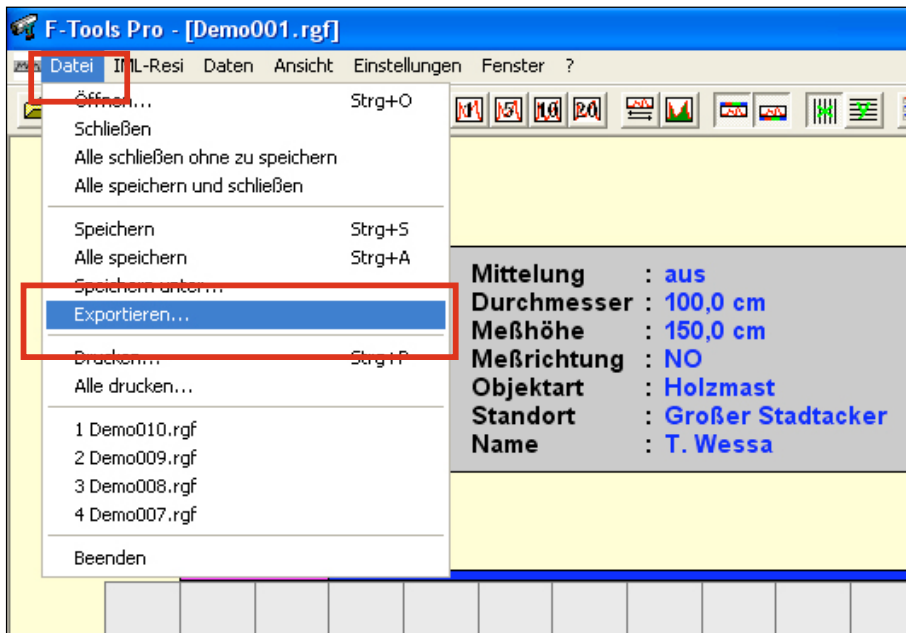 F-Tools Pro - [Demo001.rgf]
Datei IML-Resi Daten Ansicht Einstellungen Fenster ?
Öffnen... Strg+O
Schließen
Alle schließen ohne zu speichern
Alle speichern und schließen
Speichern Strg+S
Alle speichern Strg+A
Speichern unter...
Exportieren...
Drucken... Strg+P
Alle drucken...
1 Demo010.rgf
2 Demo009.rgf
3 Demo008.rgf
4 Demo007.rgf
Beenden
Mittelung : aus
Durchmesser : 100,0 cm
Meßhöhe : 150,0 cm
Meßrichtung : NO
Objektart : Holzmast
Standort : Großer Stadtacker
Name : T. Wessa